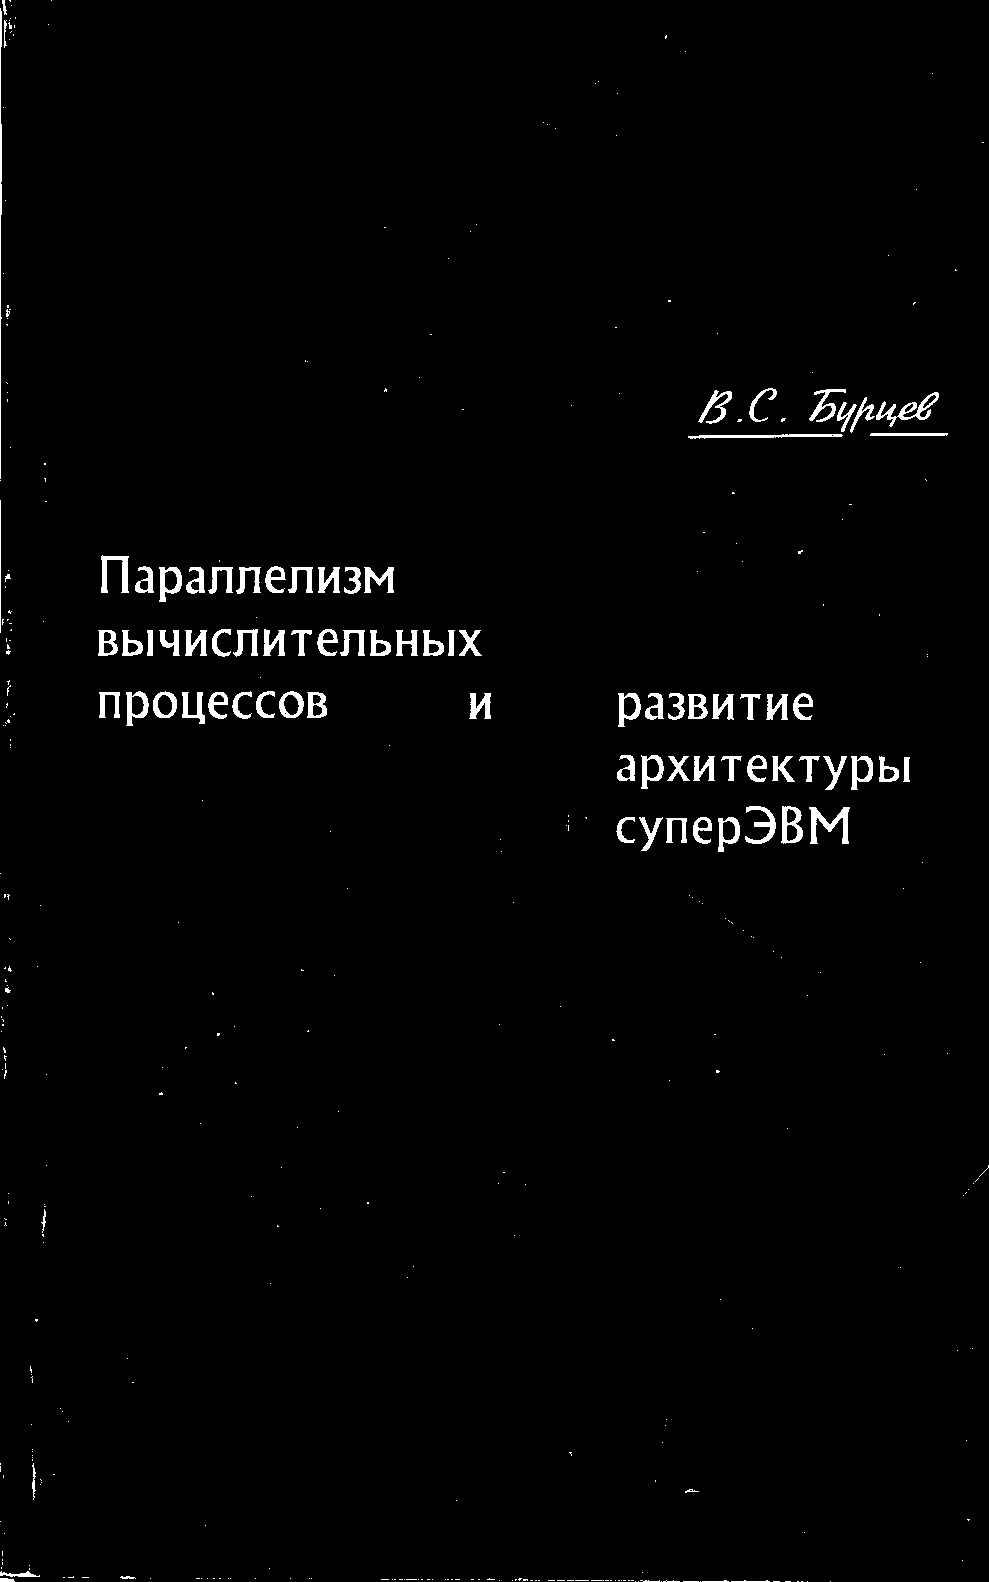 В.С. Бурцев
Параллелизм
вычислительных
процессов и развитие
архитектуры
суперЭВМ